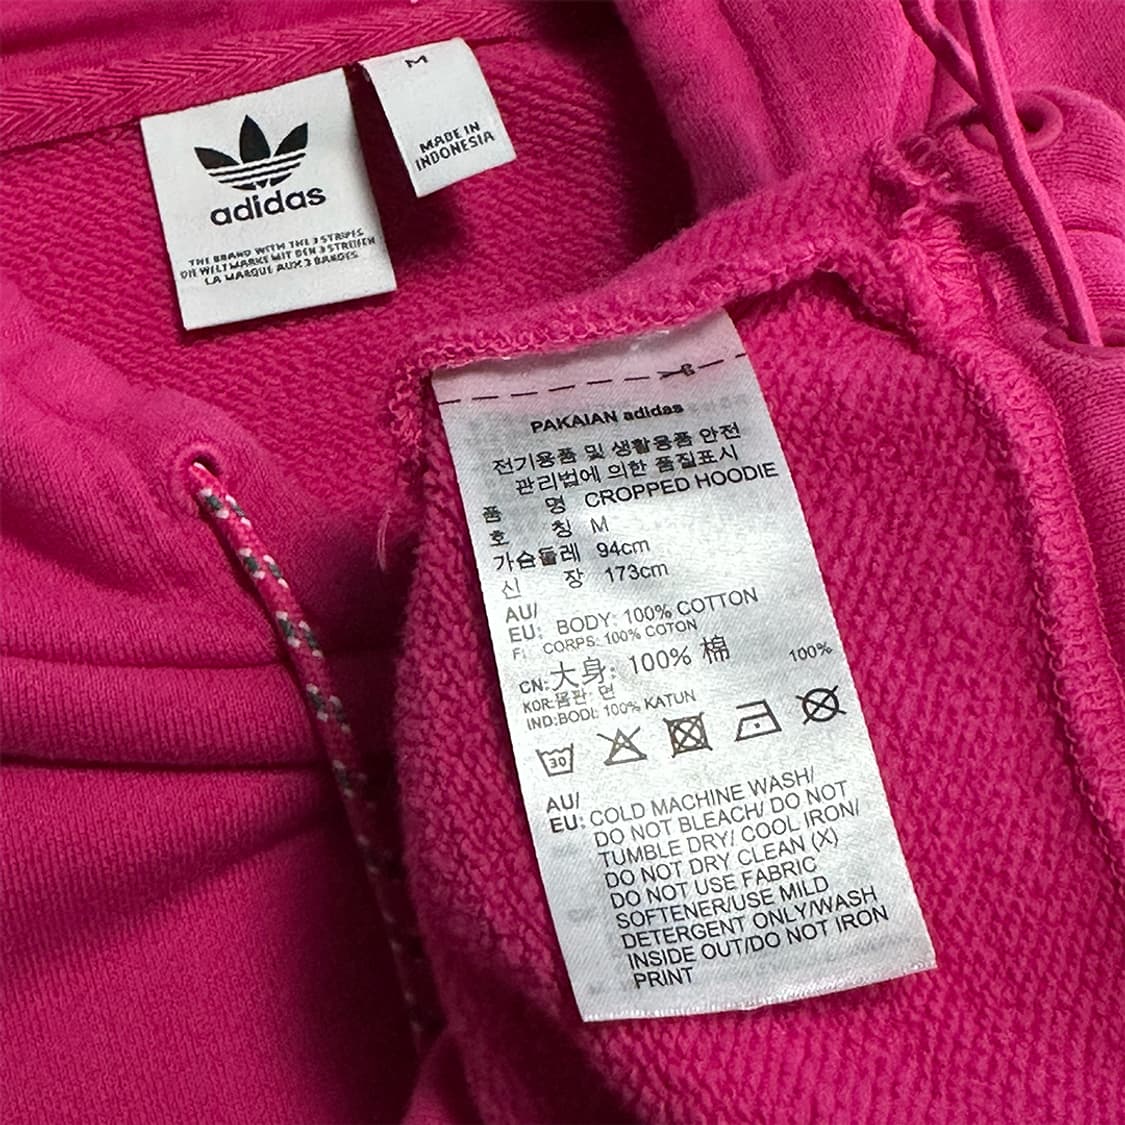 adidas
THE BRAND WITH THE 3 STRIPES
DIE WELTMARKE MIT DEN 3 STREIFEN
LA MARQUE AUX 3 BANDES
M
MADE IN
INDONESIA
PAKAIAN adidas
전기용품 및 생활용품 안전
관리법에 의한 품질표시
품 명 CROPPED HOODIE
호 칭 M
가슴둘레 94cm
신 장 173cm
AU/
EU: BODY: 100% COTTON
F: CORPS: 100% COTON
CN: 大身: 100% 棉
KOR:몸판: 면 100%
IND:BODI: 100% KATUN
30
AU/
EU: COLD MACHINE WASH/
DO NOT BLEACH/ DO NOT
TUMBLE DRY/ COOL IRON/
DO NOT DRY CLEAN (X)
DO NOT USE FABRIC
SOFTENER/USE MILD
DETERGENT ONLY/WASH
INSIDE OUT/DO NOT IRON
PRINT